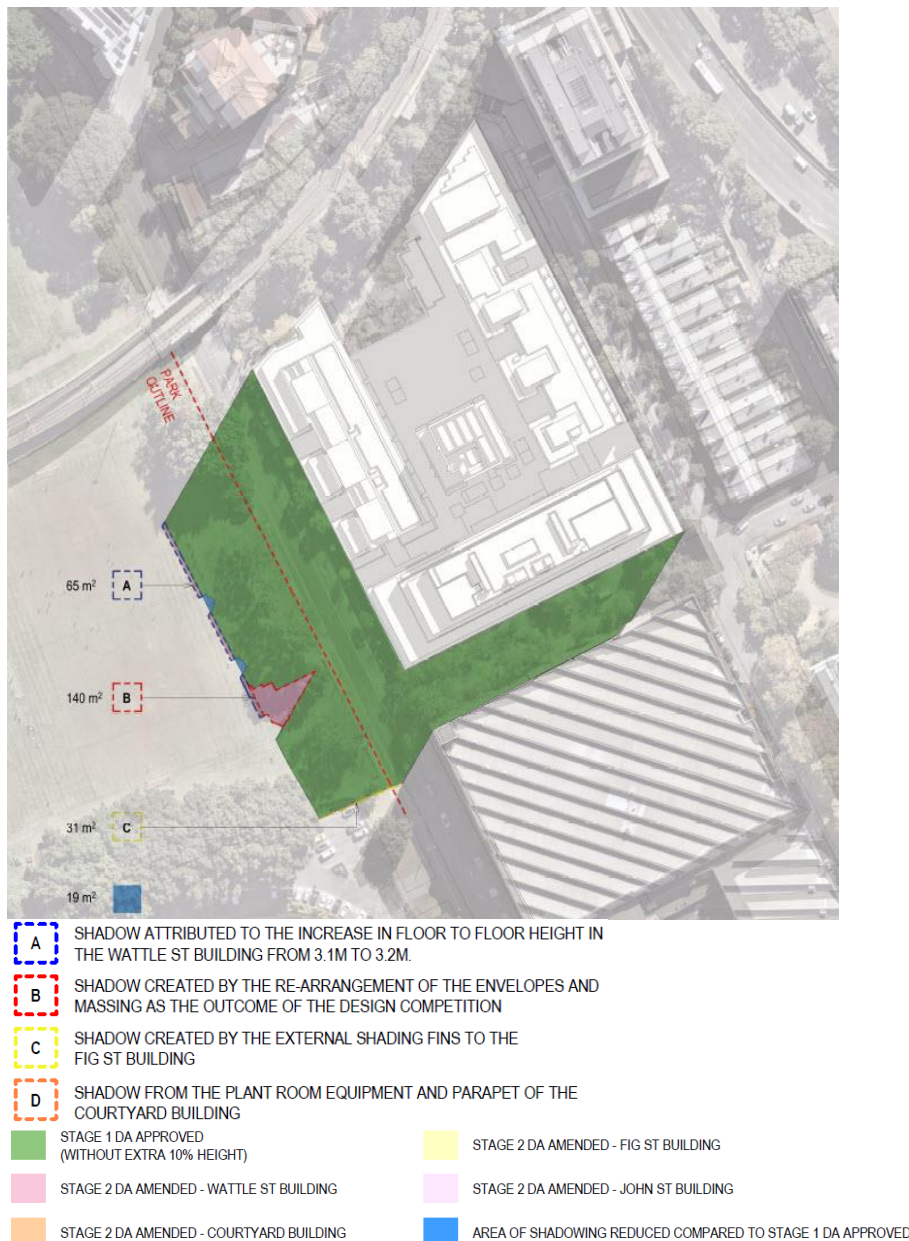 PARK
OUTLINE
65 m² A
140 m² B
31 m² C
19 m²
A SHADOW ATTRIBUTED TO THE INCREASE IN FLOOR TO FLOOR HEIGHT IN
THE WATTLE ST BUILDING FROM 3.1M TO 3.2M.
B SHADOW CREATED BY THE RE-ARRANGEMENT OF THE ENVELOPES AND
MASSING AS THE OUTCOME OF THE DESIGN COMPETITION
C SHADOW CREATED BY THE EXTERNAL SHADING FINS TO THE
FIG ST BUILDING
D SHADOW FROM THE PLANT ROOM EQUIPMENT AND PARAPET OF THE
COURTYARD BUILDING
STAGE 1 DA APPROVED
(WITHOUT EXTRA 10% HEIGHT)
STAGE 2 DA AMENDED - FIG ST BUILDING
STAGE 2 DA AMENDED - WATTLE ST BUILDING
STAGE 2 DA AMENDED - JOHN ST BUILDING
STAGE 2 DA AMENDED - COURTYARD BUILDING
AREA OF SHADOWING REDUCED COMPARED TO STAGE 1 DA APPROVED